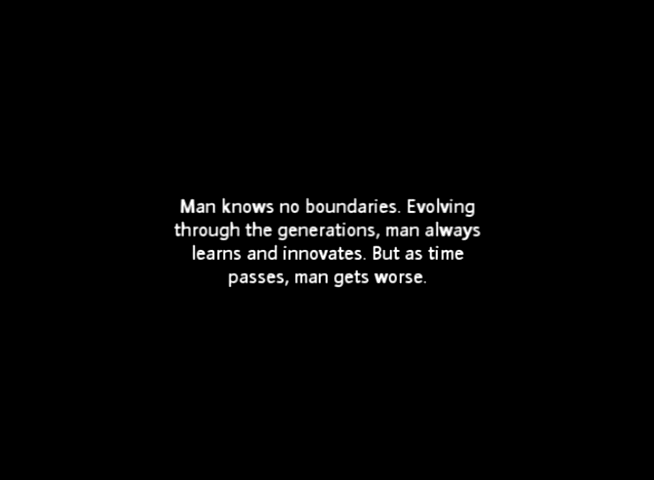 Man knows no boundaries. Evolving
through the generations, man always
learns and innovates. But as time
passes, man gets worse.